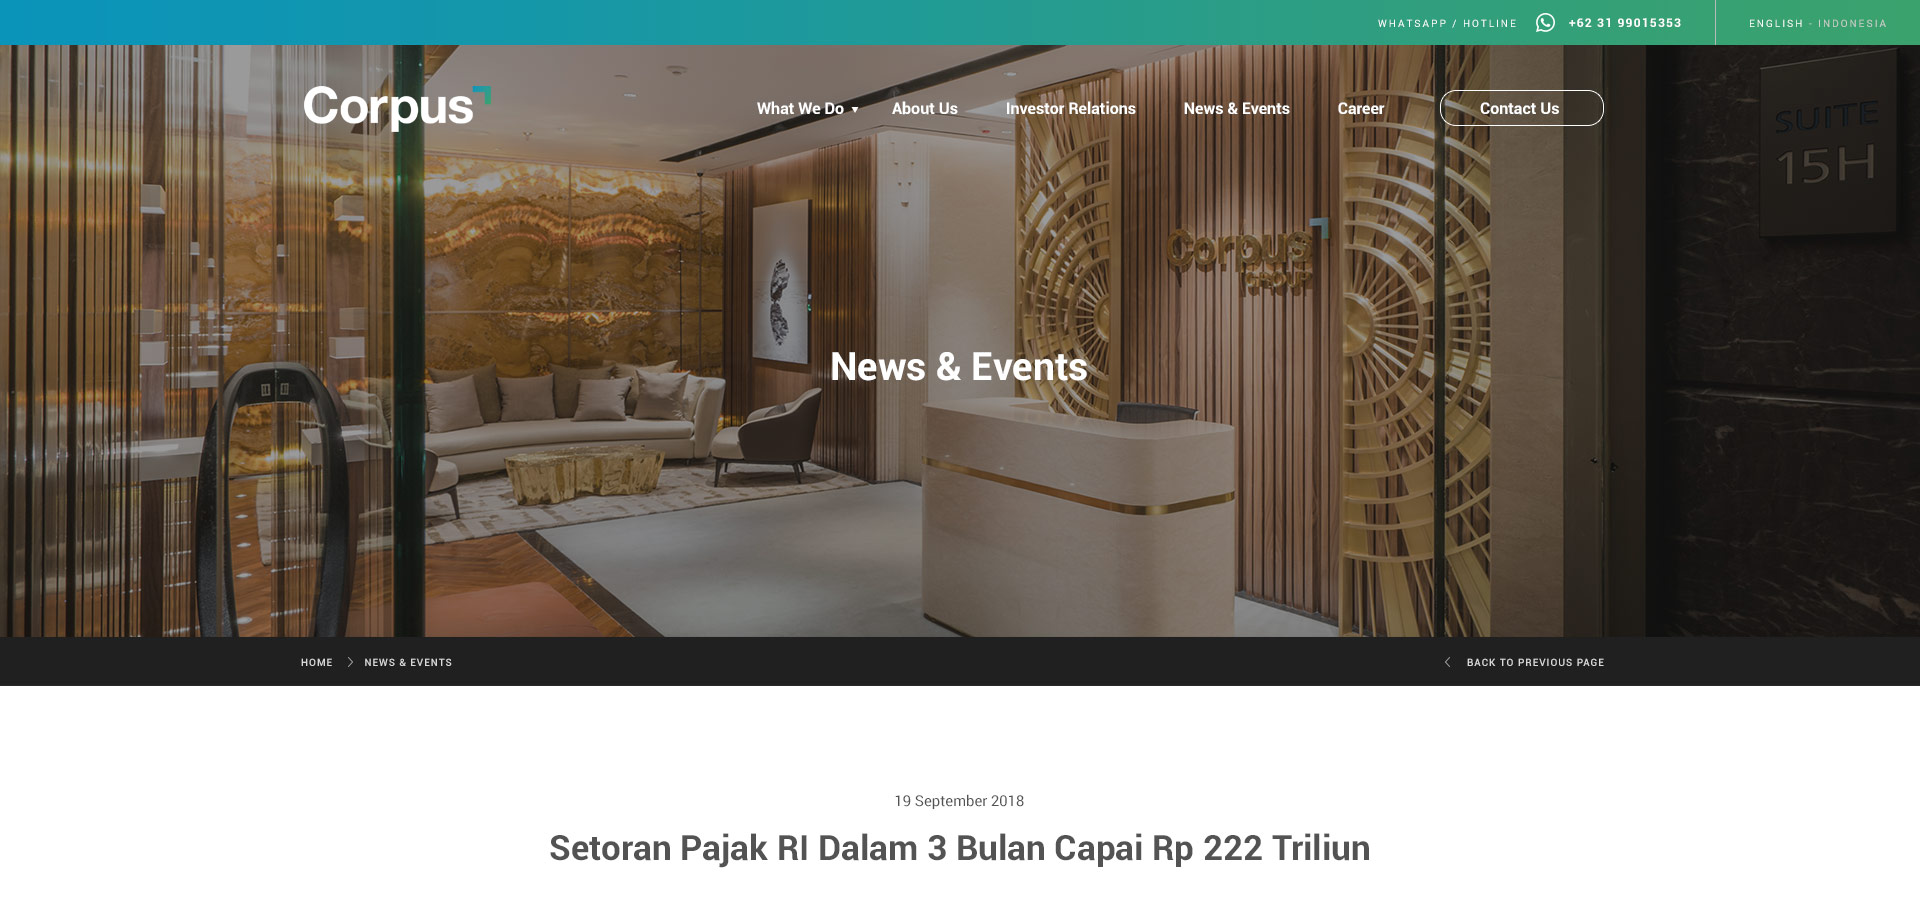 WHATSAPP / HOTLINE +62 31 99015353 ENGLISH - INDONESIA
Corpus
What We Do About Us Investor Relations News & Events Career Contact Us
SUITE
15H
Corpus
GROUP
News & Events
HOME > NEWS & EVENTS
< BACK TO PREVIOUS PAGE
19 September 2018
Setoran Pajak RI Dalam 3 Bulan Capai Rp 222 Triliun